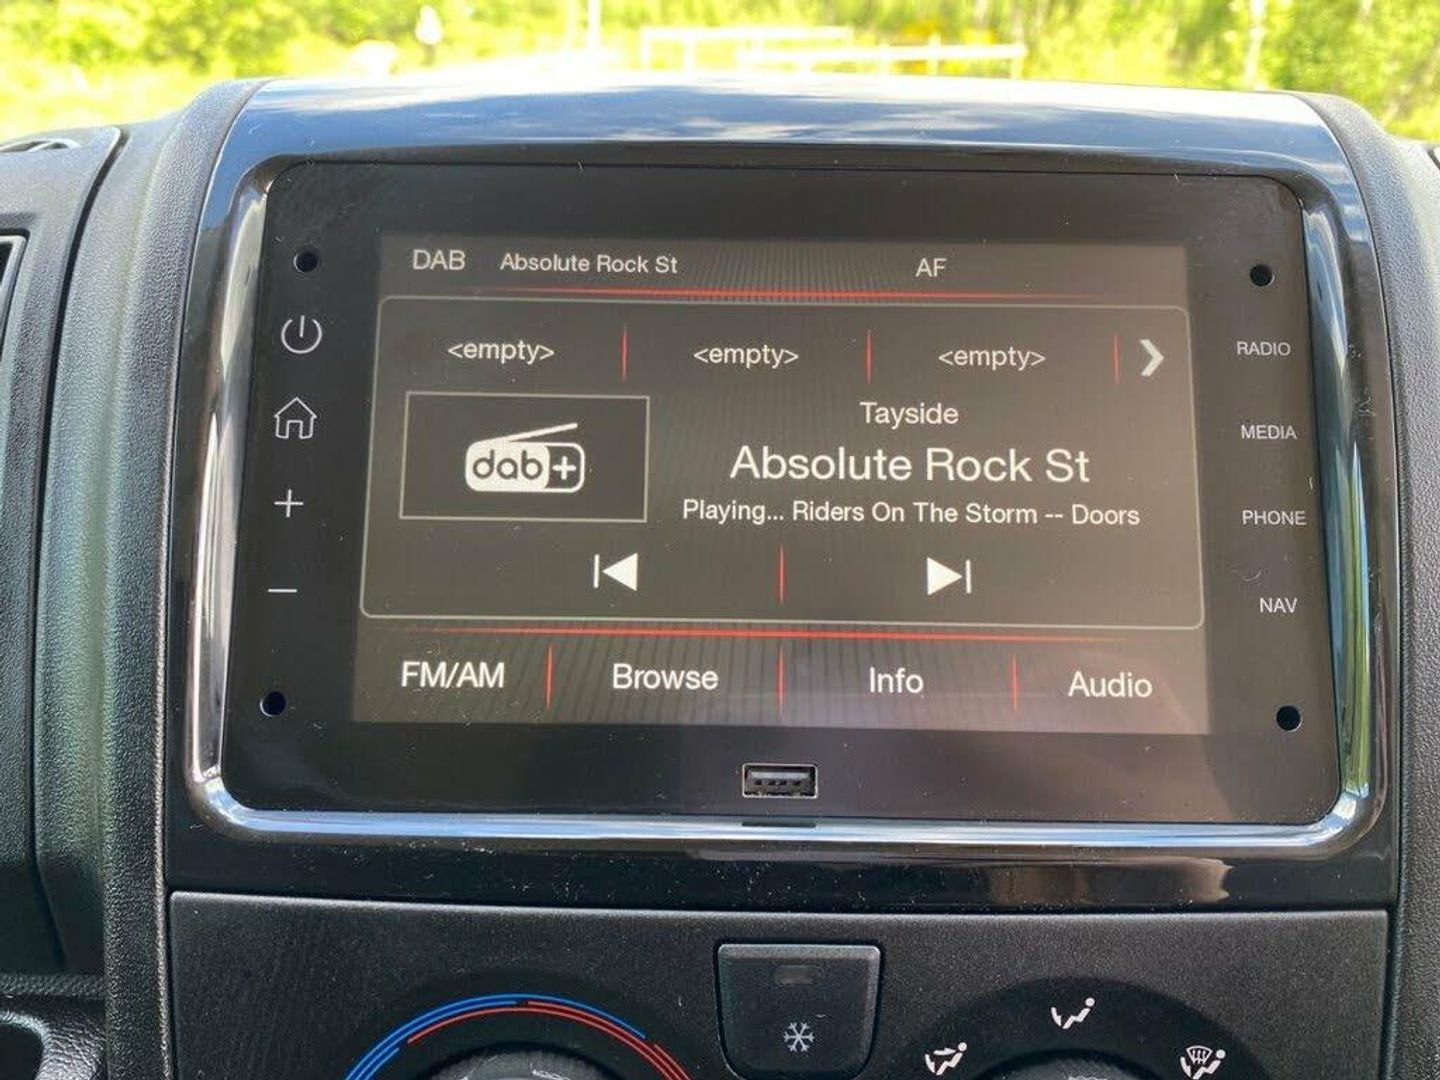 DAB Absolute Rock St AF
<empty> <empty> <empty>
RADIO
Tayside
MEDIA
dab+
Absolute Rock St
Playing... Riders On The Storm -- Doors
PHONE
NAV
FM/AM Browse Info Audio